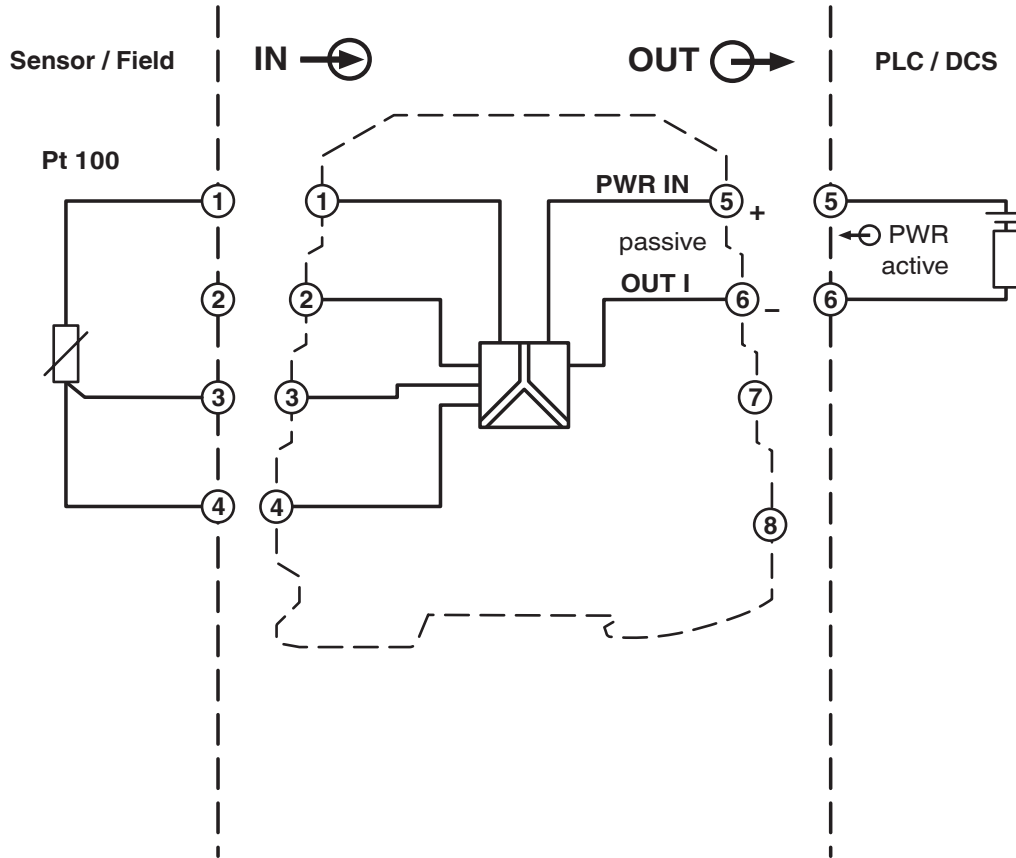 Sensor / Field
IN
OUT
PLC / DCS
Pt 100
1
1
PWR IN
5
+
5
passive
PWR
active
2
2
OUT I
6
–
6
3
3
7
4
4
8